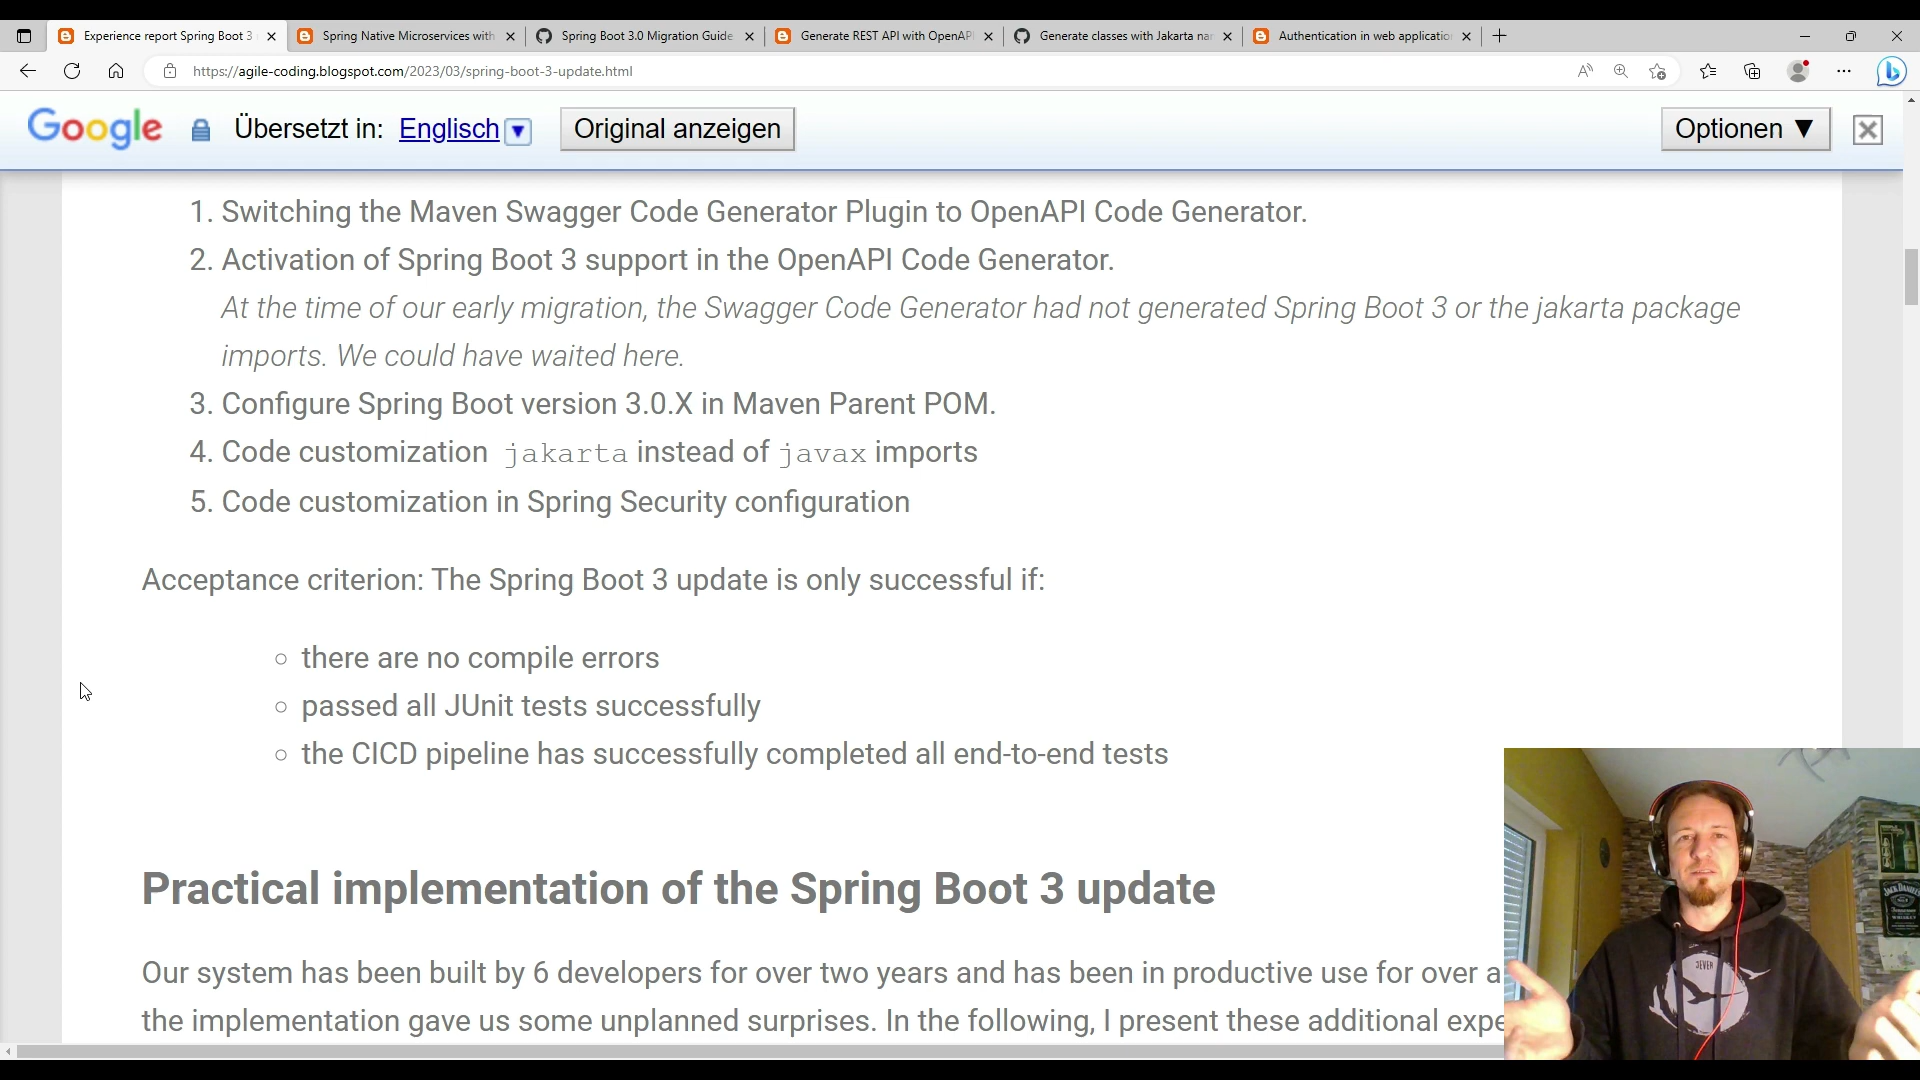 Experience report Spring Boot 3
Spring Native Microservices with
Spring Boot 3.0 Migration Guide
Generate REST API with OpenAP
Generate classes with Jakarta nar
Authentication in web applicatio
https://agile-coding.blogspot.com/2023/03/spring-boot-3-update.html
Google
Übersetzt in: Englisch ▼
Original anzeigen
Optionen ▼
1. Switching the Maven Swagger Code Generator Plugin to OpenAPI Code Generator.
2. Activation of Spring Boot 3 support in the OpenAPI Code Generator.
At the time of our early migration, the Swagger Code Generator had not generated Spring Boot 3 or the jakarta package
imports. We could have waited here.
3. Configure Spring Boot version 3.0.X in Maven Parent POM.
4. Code customization jakarta instead of javax imports
5. Code customization in Spring Security configuration
Acceptance criterion: The Spring Boot 3 update is only successful if:
there are no compile errors
passed all JUnit tests successfully
the CICD pipeline has successfully completed all end-to-end tests
Practical implementation of the Spring Boot 3 update
Our system has been built by 6 developers for over two years and has been in productive use for over a
the implementation gave us some unplanned surprises. In the following, I present these additional expe
SEVEN